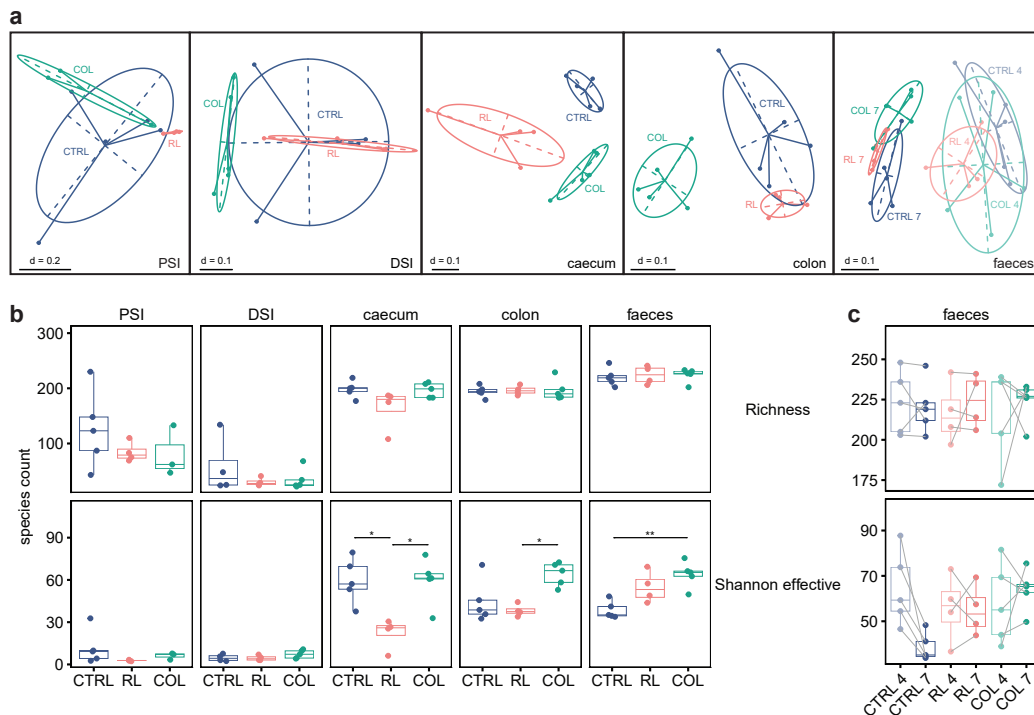 a
COL
CTRL
RL
d = 0.2
PSI
COL
CTRL
RL
d = 0.1
DSI
CTRL
RL
COL
d = 0.1
caecum
CTRL
COL
RL
d = 0.1
colon
CTRL 4
COL 7
RL 4
RL 7
CTRL 7
COL 4
d = 0.1
faeces
b
PSI
DSI
caecum
colon
faeces
300
200
100
Richness
species count
90
60
30
0
* * * **
Shannon effective
CTRL RL COL
CTRL RL COL
CTRL RL COL
CTRL RL COL
CTRL RL COL
c
faeces
250
225
200
175
90
70
50
CTRL 4
CTRL 7
RL 4
RL 7
COL 4
COL 7